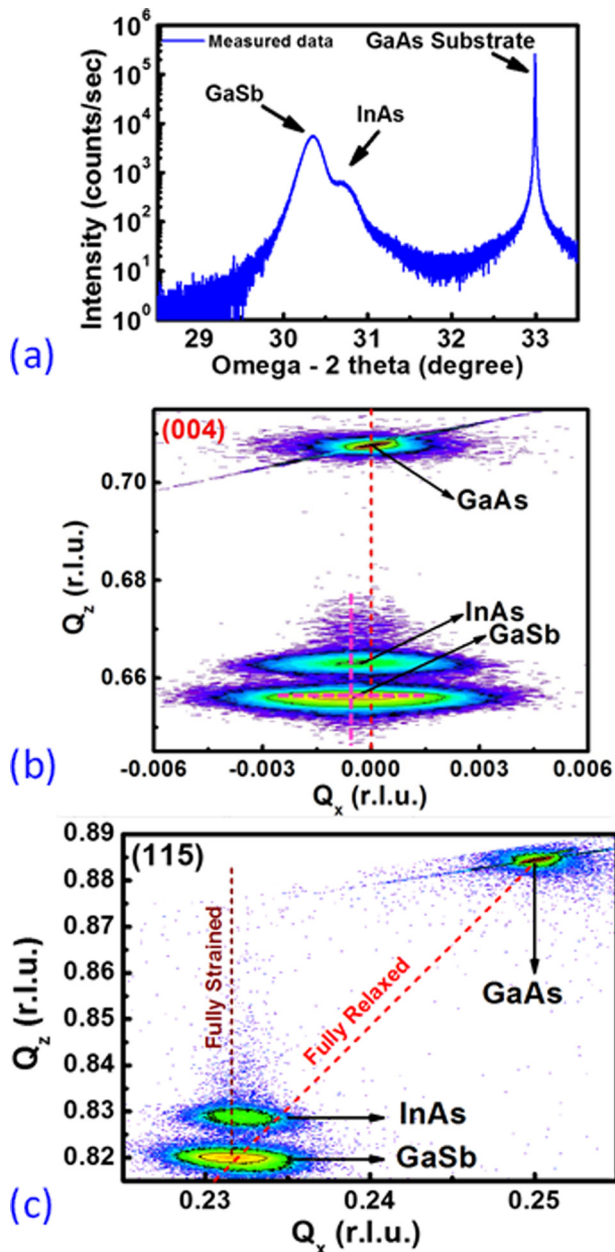 Measured data
GaAs Substrate
GaSb
InAs
Intensity (counts/sec)
10⁶
10⁵
10⁴
10³
10²
10¹
10⁰
29 30 31 32 33
Omega - 2 theta (degree)
(a)
(004)
GaAs
InAs
GaSb
Q_z (r.l.u.)
0.70
0.68
0.66
-0.006 -0.003 0.000 0.003 0.006
Q_x (r.l.u.)
(b)
(115)
Fully Strained
Fully Relaxed
GaAs
InAs
GaSb
Q_z (r.l.u.)
0.89
0.88
0.87
0.86
0.85
0.84
0.83
0.82
0.23 0.24 0.25
Q_x (r.l.u.)
(c)